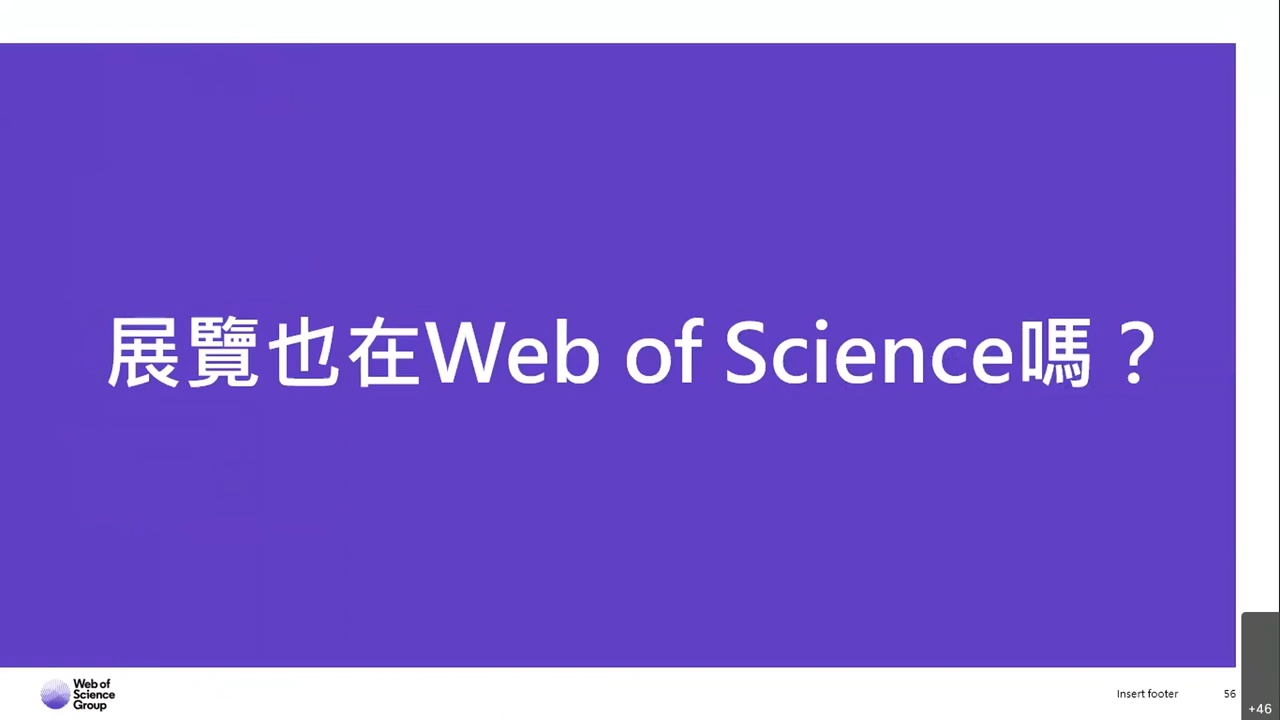 展覽也在Web of Science嗎？
Web of
Science
Group
Insert footer
56
+46